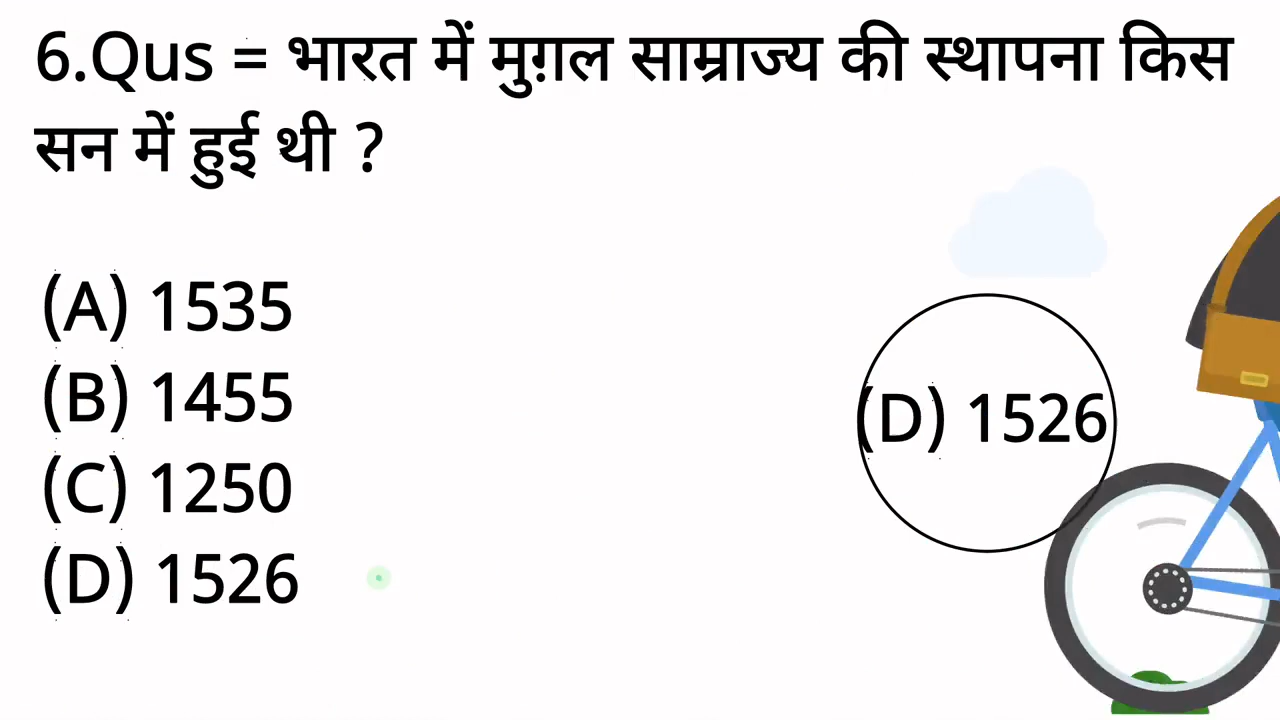 6.Qus = भारत में मुग़ल साम्राज्य की स्थापना किस
सन में हुई थी ?
(A) 1535
(B) 1455
(C) 1250
(D) 1526
(D) 1526